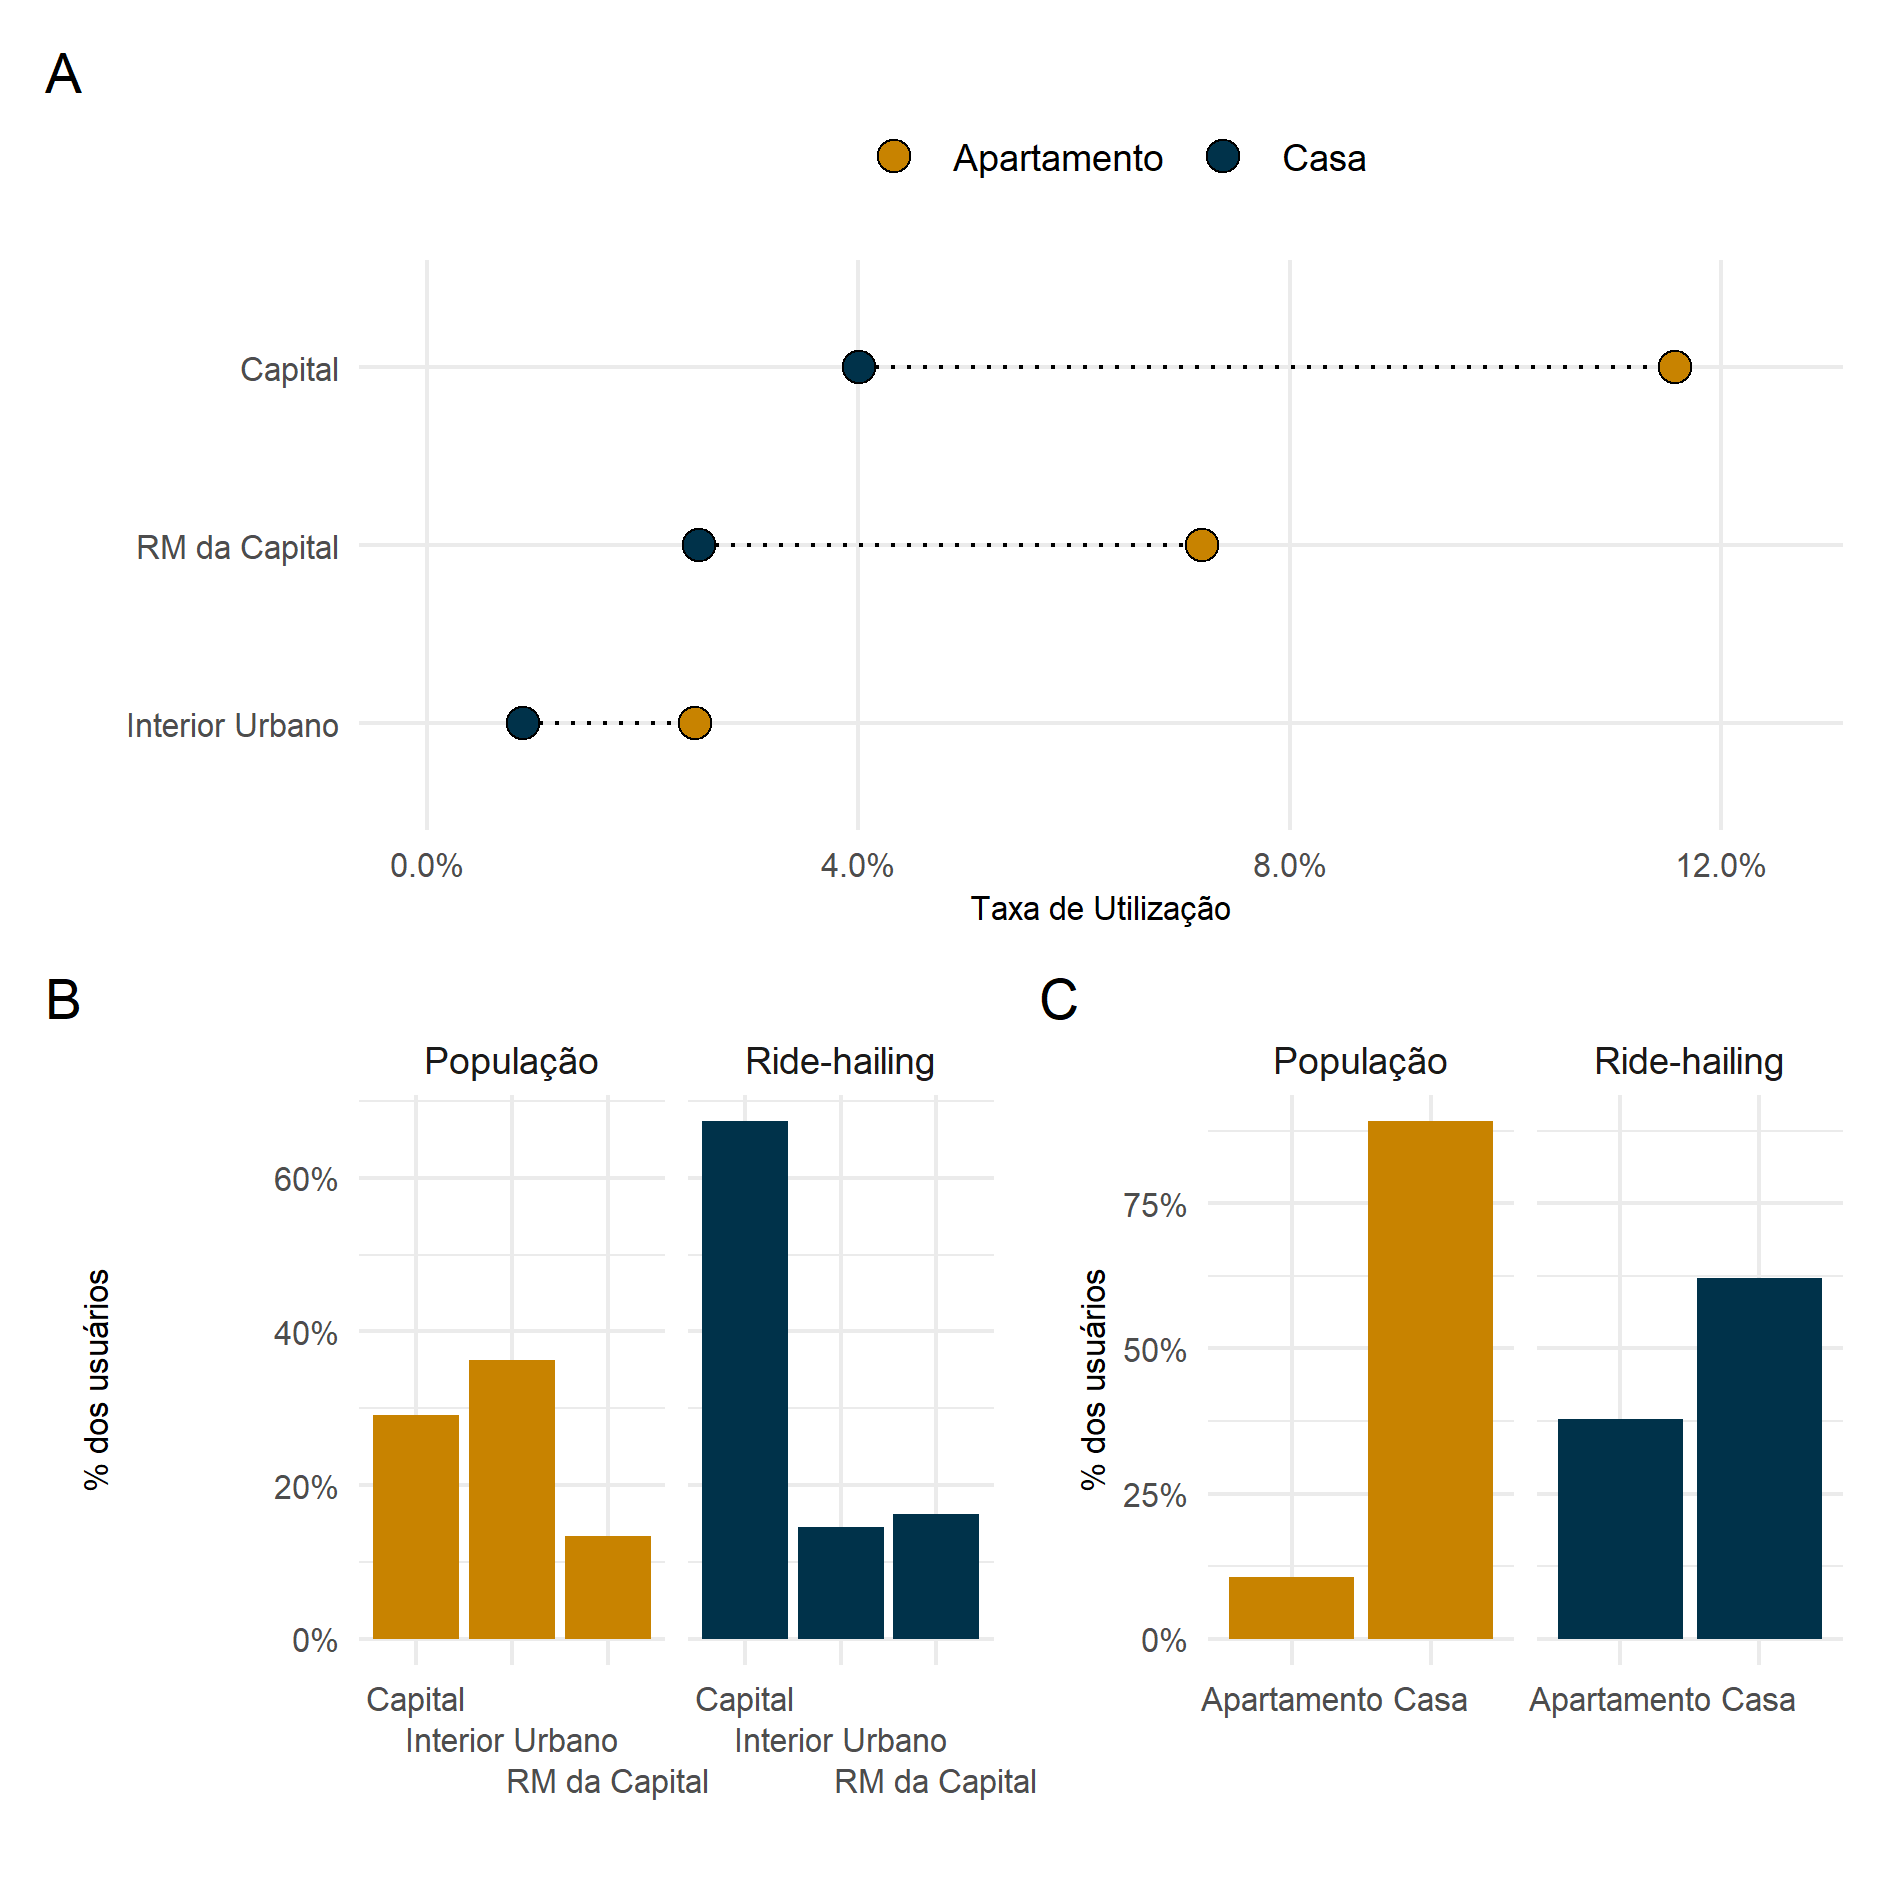 A
Apartamento Casa
Capital
RM da Capital
Interior Urbano
0.0% 4.0% 8.0% 12.0%
Taxa de Utilização
B
População Ride-hailing
60%
40%
20%
0%
% dos usuários
Capital Capital
Interior Urbano Interior Urbano
RM da Capital RM da Capital
C
População Ride-hailing
75%
50%
25%
0%
% dos usuários
Apartamento Casa Apartamento Casa